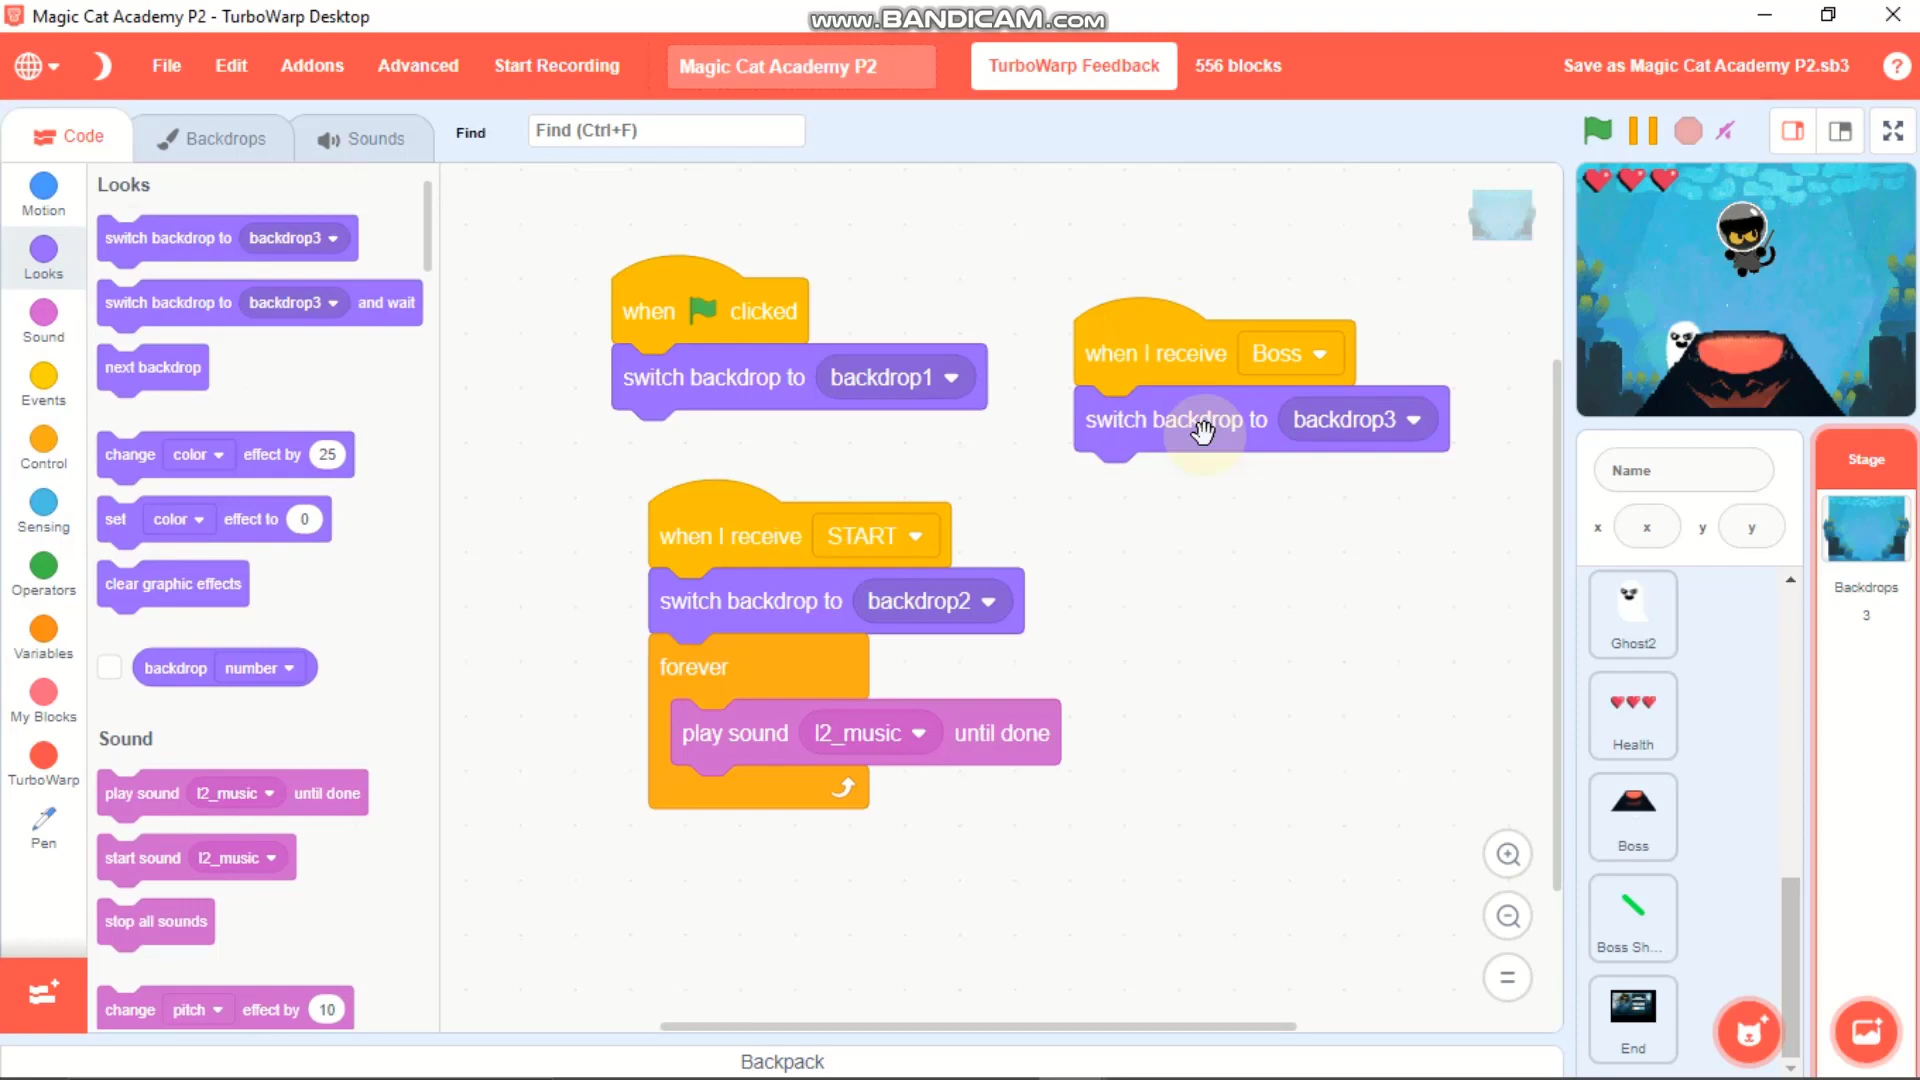 Magic Cat Academy P2 - TurboWarp Desktop
www.BANDICAM.com
File Edit Addons Advanced Start Recording Magic Cat Academy P2 TurboWarp Feedback 556 blocks Save as Magic Cat Academy P2.sb3 ?
Code Backdrops Sounds Find Find (Ctrl+F)
Motion
Looks
Sound
Events
Control
Sensing
Operators
Variables
My Blocks
TurboWarp
Pen
Looks
switch backdrop to backdrop3
switch backdrop to backdrop3 and wait
next backdrop
change color effect by 25
set color effect to 0
clear graphic effects
backdrop number
Sound
play sound l2_music until done
start sound l2_music
stop all sounds
change pitch effect by 10
when clicked
switch backdrop to backdrop1
when I receive Boss
switch backdrop to backdrop3
when I receive START
switch backdrop to backdrop2
forever
play sound l2_music until done
=
Backpack
Name
x x y y
Ghost2
Health
Boss
Boss Sh...
End
Stage
Backdrops
3